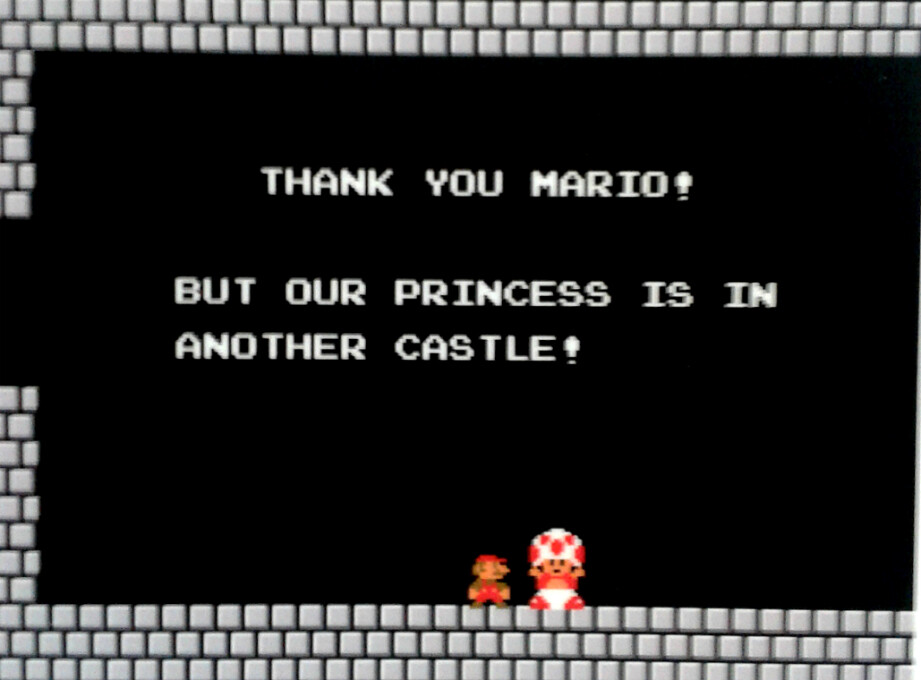 THANK YOU MARIO!
BUT OUR PRINCESS IS IN
ANOTHER CASTLE!